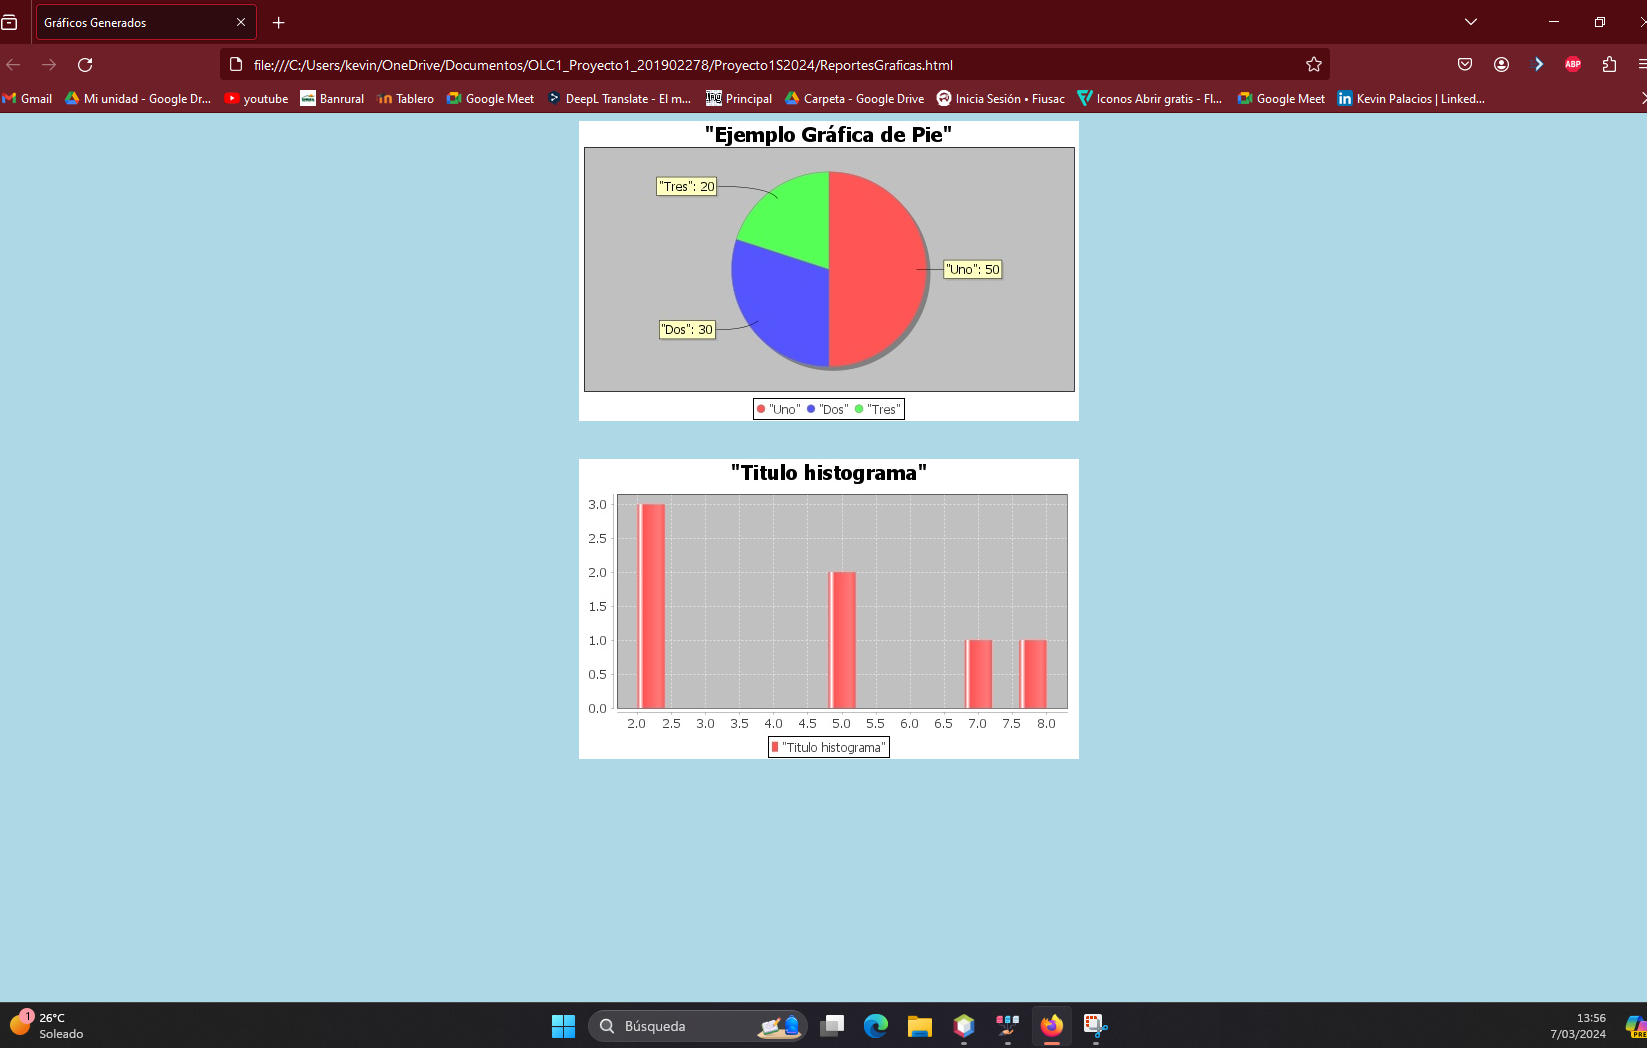 Gráficos Generados
file:///C:/Users/kevin/OneDrive/Documentos/OLC1_Proyecto1_201902278/Proyecto1S2024/ReportesGraficas.html
ABP
Gmail Mi unidad - Google Dr... youtube Banrural Tablero Google Meet DeepL Translate - El m... Principal Carpeta - Google Drive Inicia Sesión • Fiusac Iconos Abrir gratis - Fl... Google Meet Kevin Palacios | Linked...
"Ejemplo Gráfica de Pie"
"Tres": 20
"Uno": 50
"Dos": 30
"Uno" "Dos" "Tres"
"Titulo histograma"
3.0
2.5
2.0
1.5
1.0
0.5
0.0
2.0 2.5 3.0 3.5 4.0 4.5 5.0 5.5 6.0 6.5 7.0 7.5 8.0
"Titulo histograma"
1
26°C
Soleado
Búsqueda
13:56
7/03/2024
PRE